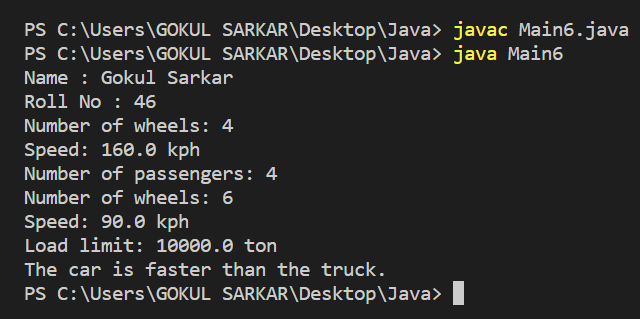 PS C:\Users\GOKUL SARKAR\Desktop\Java> javac Main6.java
PS C:\Users\GOKUL SARKAR\Desktop\Java> java Main6
Name : Gokul Sarkar
Roll No : 46
Number of wheels: 4
Speed: 160.0 kph
Number of passengers: 4
Number of wheels: 6
Speed: 90.0 kph
Load limit: 10000.0 ton
The car is faster than the truck.
PS C:\Users\GOKUL SARKAR\Desktop\Java>